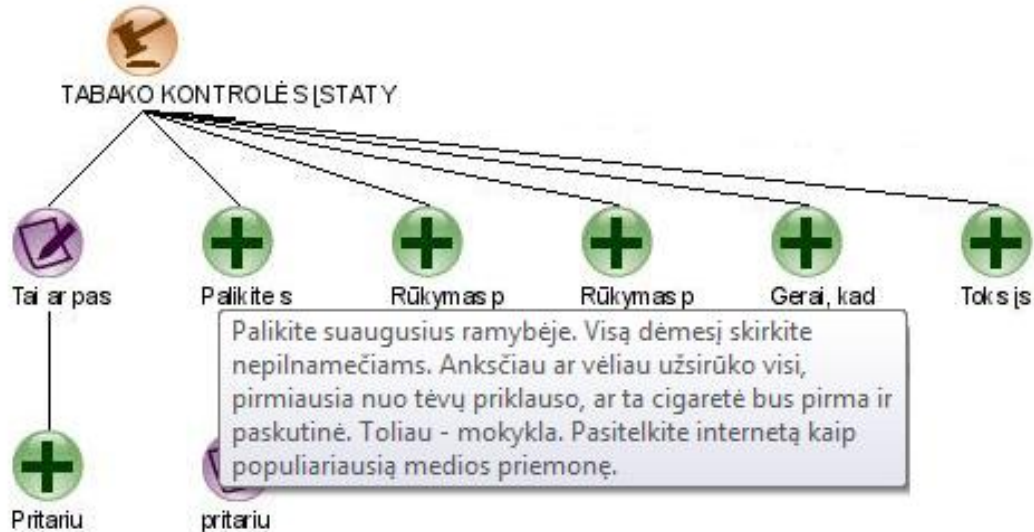 TABAKO KONTROLĖS ĮSTATY
Tai ar pas
Palikite s
Rūkymas p
Rūkymas p
Gerai, kad
Toks įs
Palikite suaugusius ramybėje. Visą dėmesį skirkite
nepilnamečiams. Anksčiau ar vėliau užsirūko visi,
pirmiausia nuo tėvų priklauso, ar ta cigaretė bus pirma ir
paskutinė. Toliau - mokykla. Pasitelkite internetą kaip
populiariausią medios priemonę.
Pritariu
pritariu